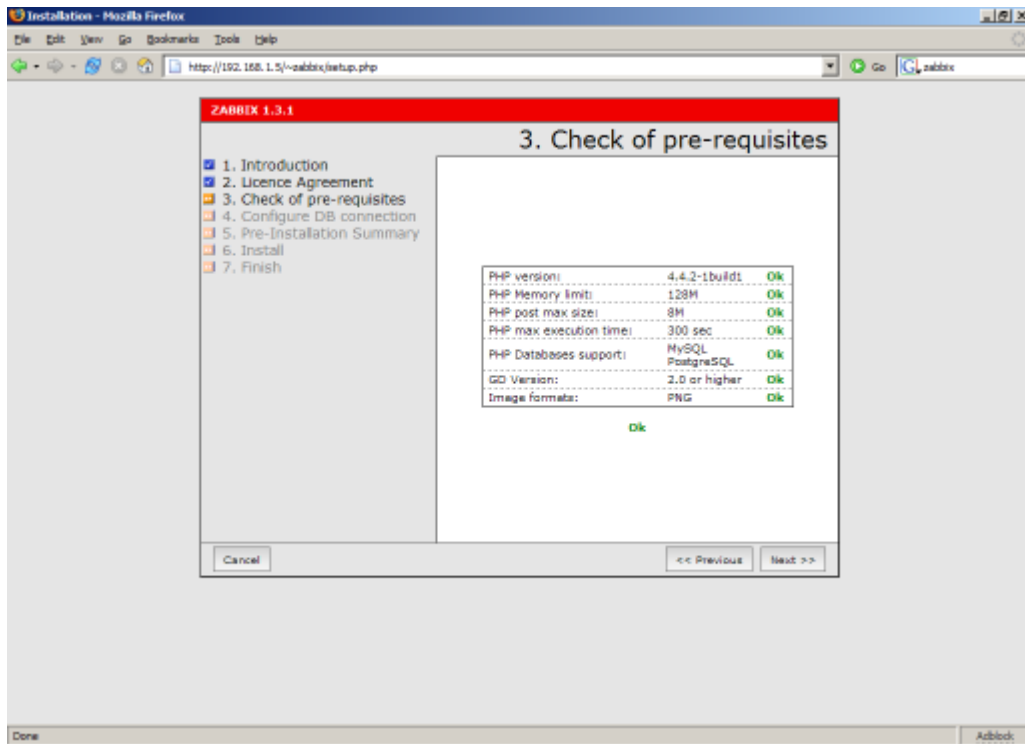 Installation - Mozilla Firefox
File Edit View Go Bookmarks Tools Help
http://192.168.1.5/~zabbix/setup.php Go zabbix
ZABBIX 1.3.1
3. Check of pre-requisites
1. Introduction
2. Licence Agreement
3. Check of pre-requisites
4. Configure DB connection
5. Pre-Installation Summary
6. Install
7. Finish
PHP version: 4.4.2-1build1 Ok
PHP Memory limit: 128M Ok
PHP post max size: 8M Ok
PHP max execution time: 300 sec Ok
PHP Databases support: MySQL
PostgreSQL Ok
GD Version: 2.0 or higher Ok
Image formats: PNG Ok
Ok
Cancel << Previous Next >>
Done Adblock